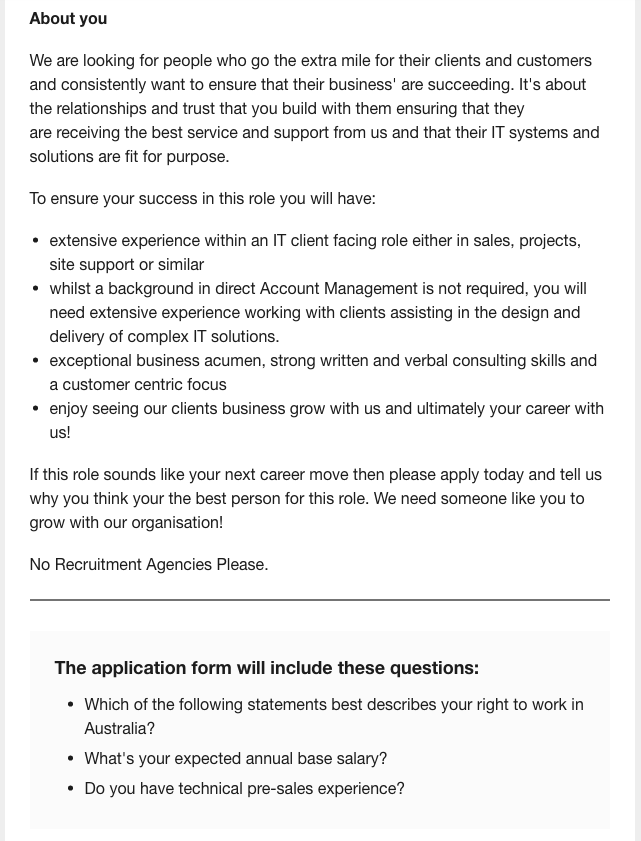 About you
We are looking for people who go the extra mile for their clients and customers
and consistently want to ensure that their business' are succeeding. It's about
the relationships and trust that you build with them ensuring that they
are receiving the best service and support from us and that their IT systems and
solutions are fit for purpose.
To ensure your success in this role you will have:
• extensive experience within an IT client facing role either in sales, projects,
site support or similar
• whilst a background in direct Account Management is not required, you will
need extensive experience working with clients assisting in the design and
delivery of complex IT solutions.
• exceptional business acumen, strong written and verbal consulting skills and
a customer centric focus
• enjoy seeing our clients business grow with us and ultimately your career with
us!
If this role sounds like your next career move then please apply today and tell us
why you think your the best person for this role. We need someone like you to
grow with our organisation!
No Recruitment Agencies Please.
The application form will include these questions:
• Which of the following statements best describes your right to work in
Australia?
• What's your expected annual base salary?
• Do you have technical pre-sales experience?